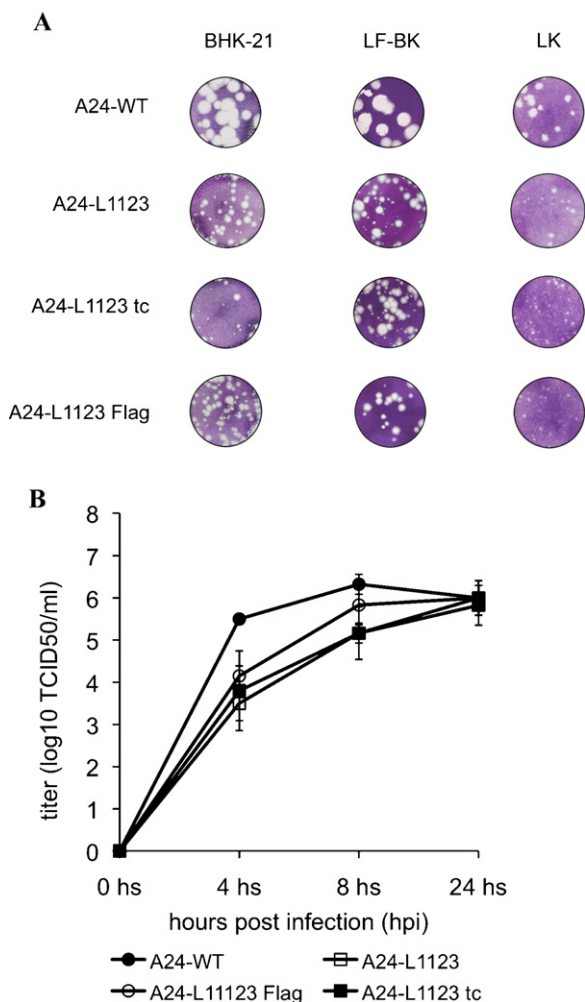 A
BHK-21 LF-BK LK
A24-WT
A24-L1123
A24-L1123 tc
A24-L1123 Flag
B
8
7
6
5
4
3
2
1
0
titer (log10 TCID50/ml)
0 hs 4 hs 8 hs 24 hs
hours post infection (hpi)
A24-WT A24-L1123
A24-L11123 Flag A24-L1123 tc